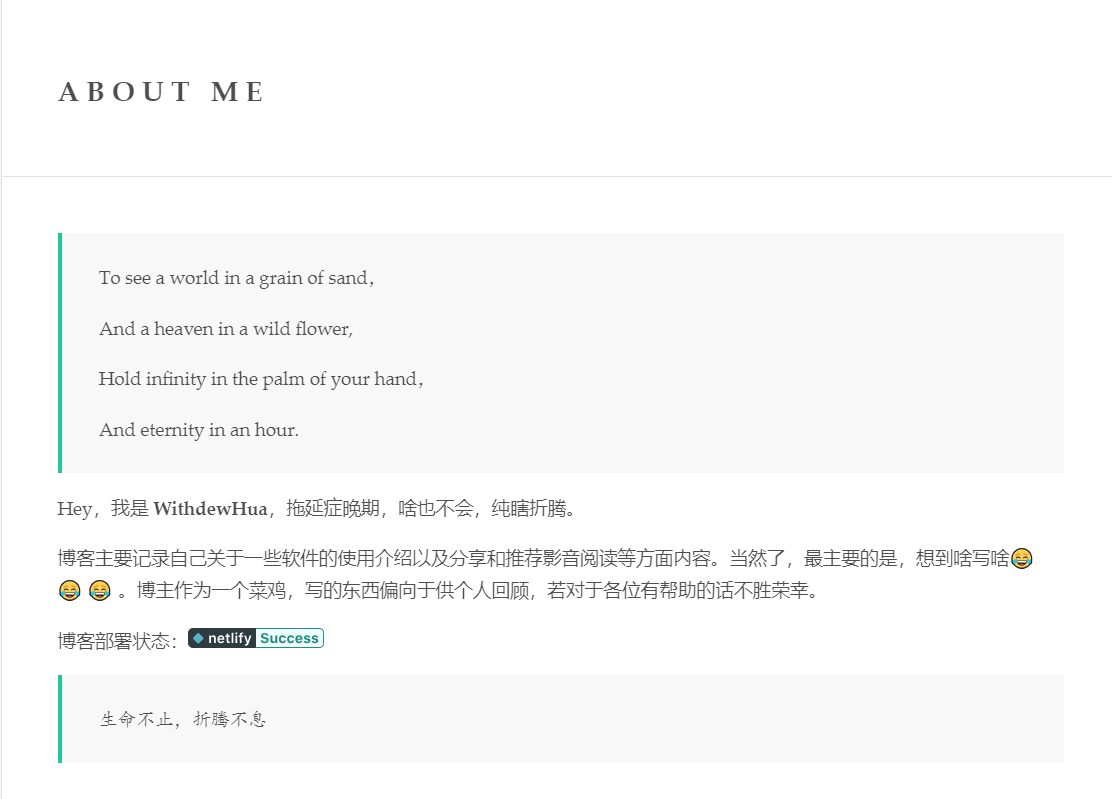 ABOUT ME
To see a world in a grain of sand，
And a heaven in a wild flower,
Hold infinity in the palm of your hand，
And eternity in an hour.
Hey，我是 WithdewHua，拖延症晚期，啥也不会，纯瞎折腾。
博客主要记录自己关于一些软件的使用介绍以及分享和推荐影音阅读等方面内容。当然了，最主要的是，想到啥写啥😂
😂 😂 。博主作为一个菜鸡，写的东西偏向于供个人回顾，若对于各位有帮助的话不胜荣幸。
博客部署状态： netlify Success
生命不止，折腾不息